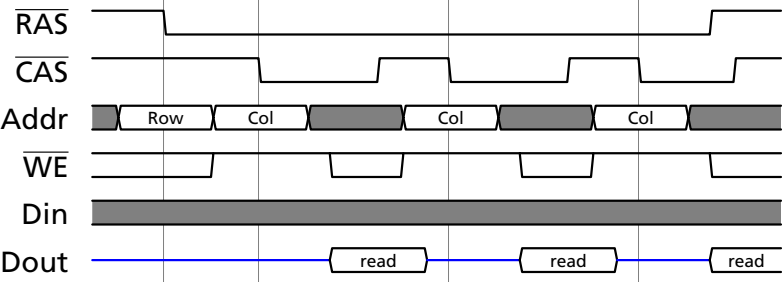 RAS
CAS
Addr Row Col Col Col
WE
Din
Dout read read read